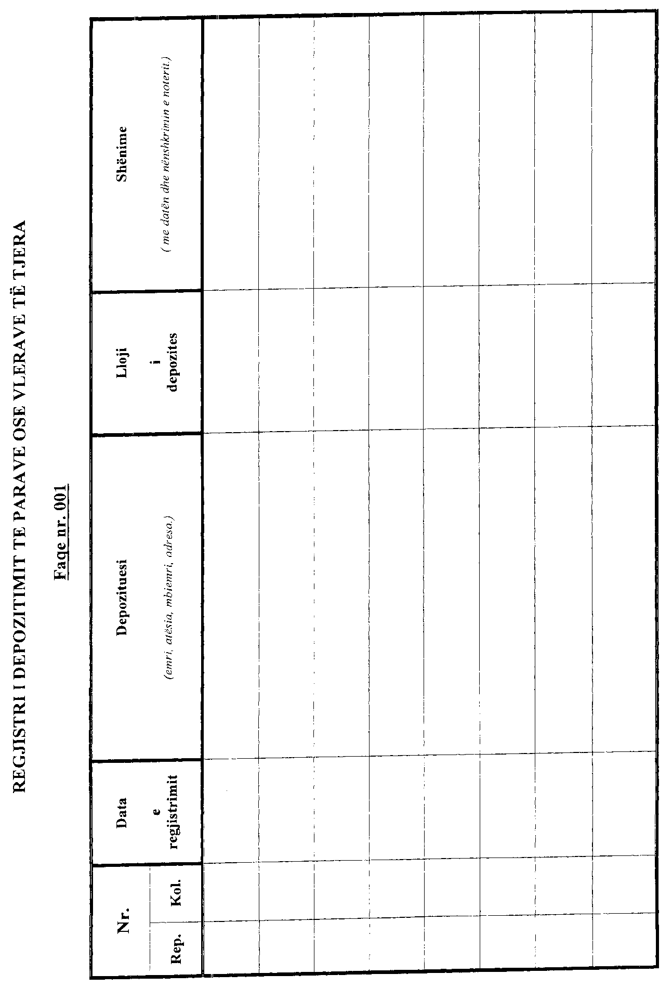 REGJISTRI I DEPOZITIMIT TE PARAVE OSE VLERAVE TË TJERA
Faqe nr. 001
Nr.
Rep. Kol.
Data
e
regjistrimit
Depozituesi
(emri, atësia, mbiemri, adresa.)
Lloji
i
depozites
Shënime
( me datën dhe nënshkrimin e noterit.)